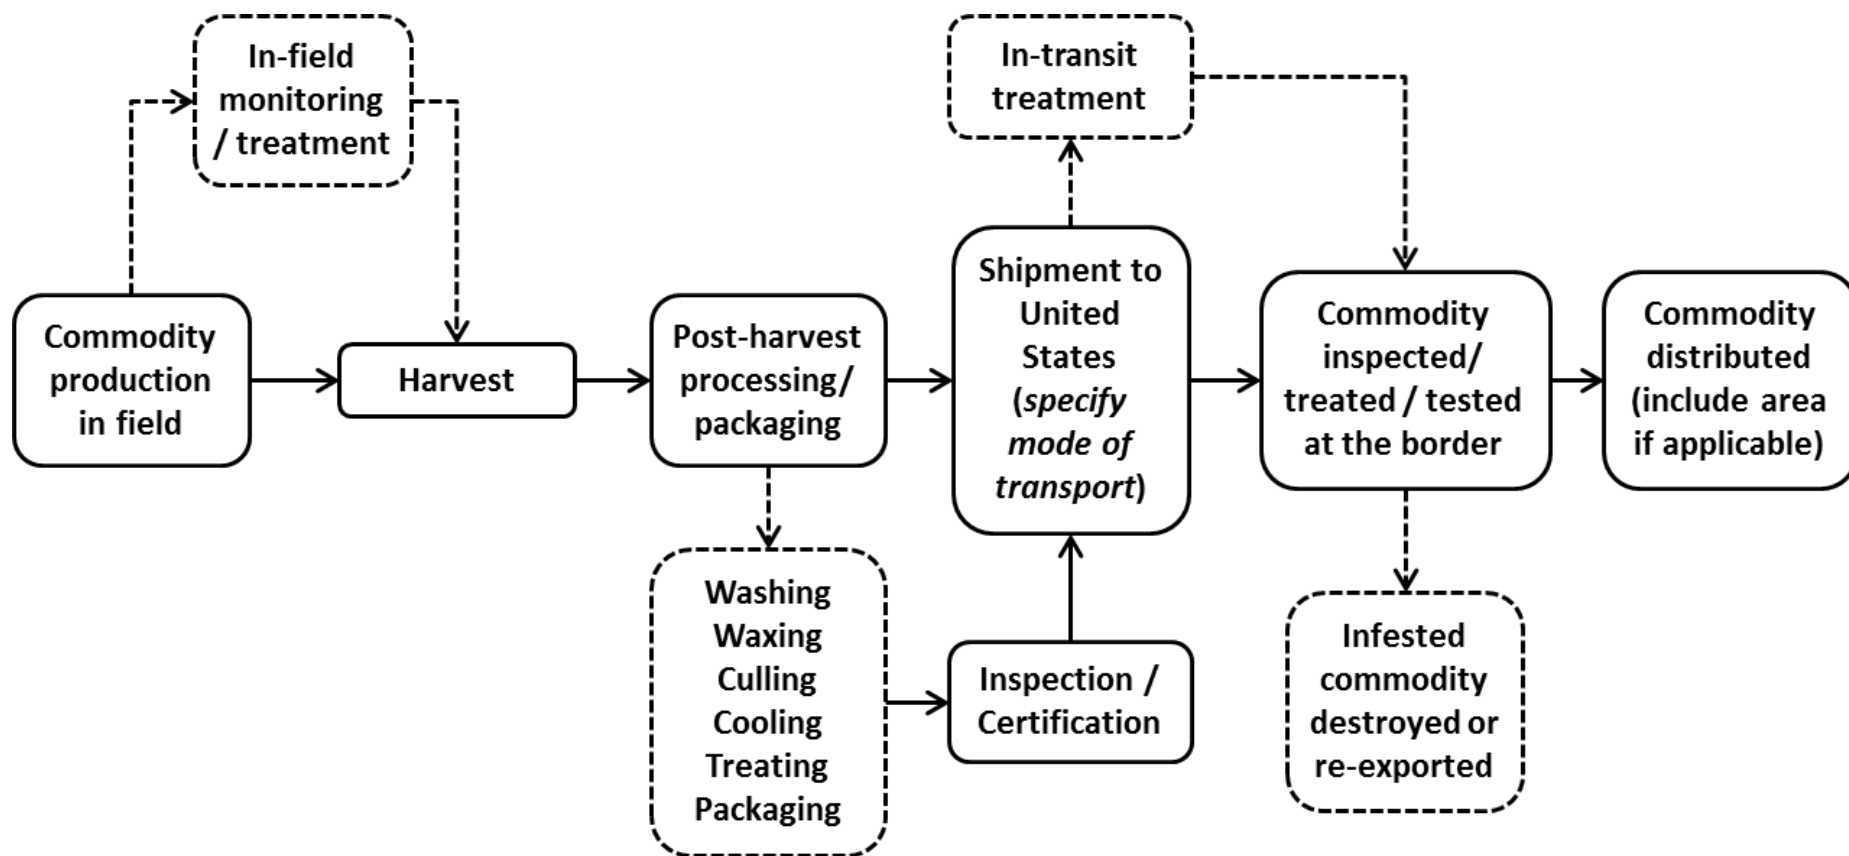 In-field
monitoring
/ treatment
In-transit
treatment
Commodity
production
in field
Harvest
Post-harvest
processing/
packaging
Shipment to
United
States
(specify
mode of
transport)
Commodity
inspected/
treated / tested
at the border
Commodity
distributed
(include area
if applicable)
Washing
Waxing
Culling
Cooling
Treating
Packaging
Inspection /
Certification
Infested
commodity
destroyed or
re-exported